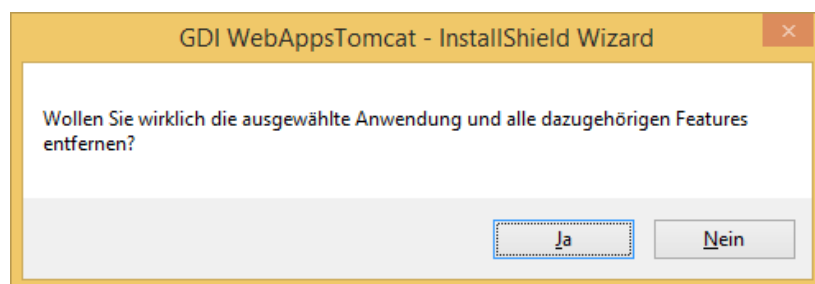 GDI WebAppsTomcat - InstallShield Wizard
Wollen Sie wirklich die ausgewählte Anwendung und alle dazugehörigen Features
entfernen?
Ja
Nein